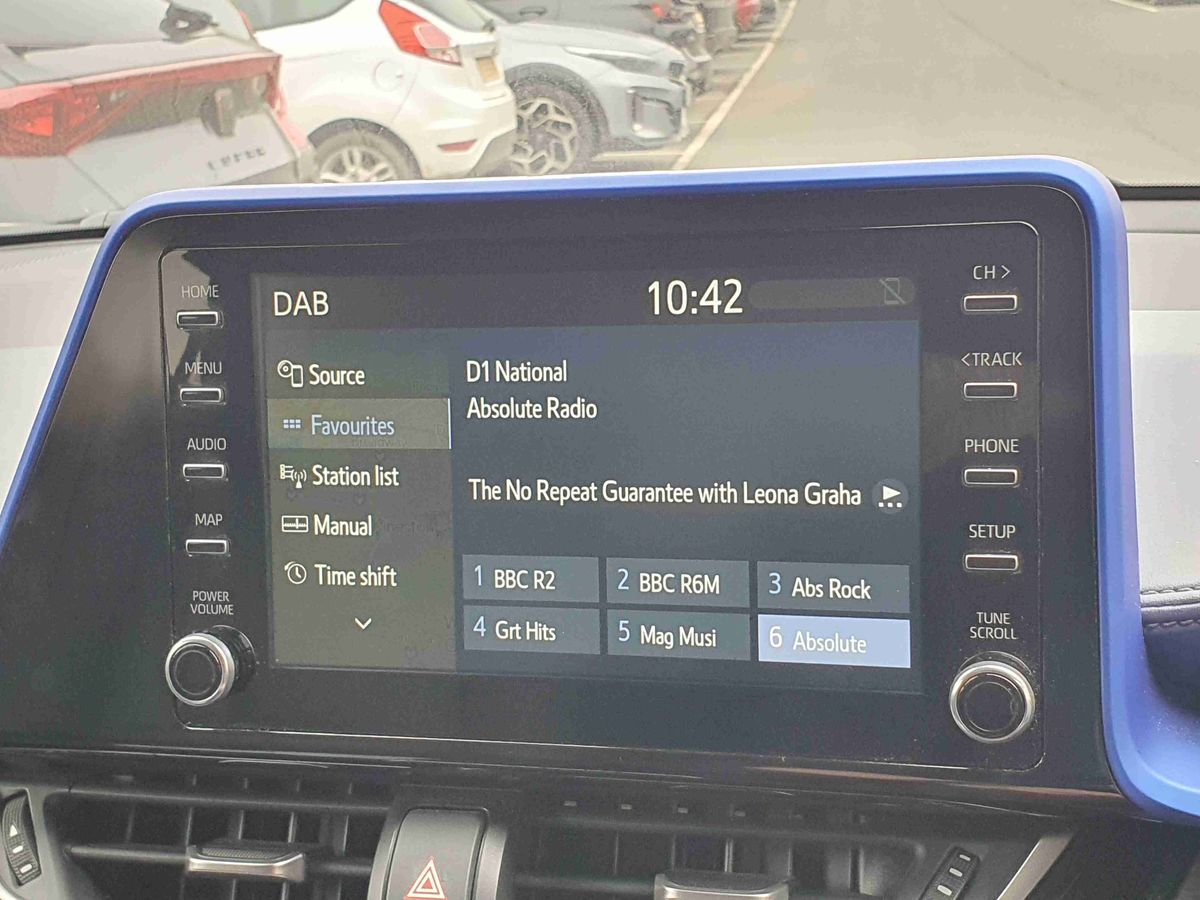 HOME
MENU
AUDIO
MAP
POWER
VOLUME
DAB
10:42
Source
Favourites
Station list
Manual
Time shift
D1 National
Absolute Radio
The No Repeat Guarantee with Leona Graha
1 BBC R2
2 BBC R6M
3 Abs Rock
4 Grt Hits
5 Mag Musi
6 Absolute
CH >
< TRACK
PHONE
SETUP
TUNE
SCROLL